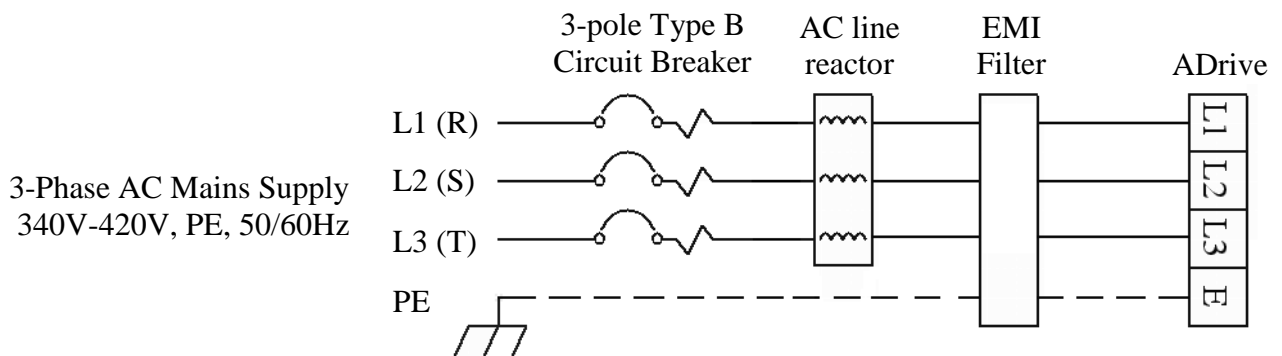 3-pole Type B
Circuit Breaker
AC line
reactor
EMI
Filter
ADrive
L1 (R)
L1
3-Phase AC Mains Supply
340V-420V, PE, 50/60Hz
L2 (S)
L2
L3 (T)
L3
PE
E